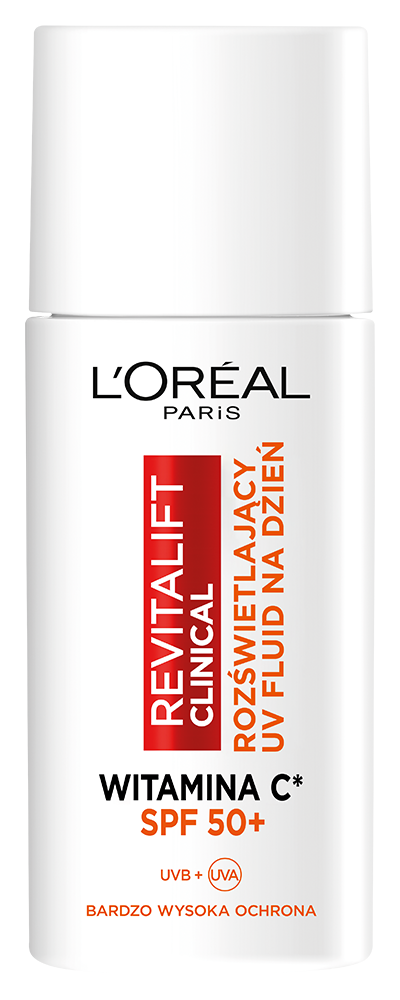 L'ORÉAL
PARiS
REVITALIFT
CLINICAL
ROZŚWIETLAJĄCY
UV FLUID NA DZIEŃ
WITAMINA C*
SPF 50+
UVB + UVA
BARDZO WYSOKA OCHRONA